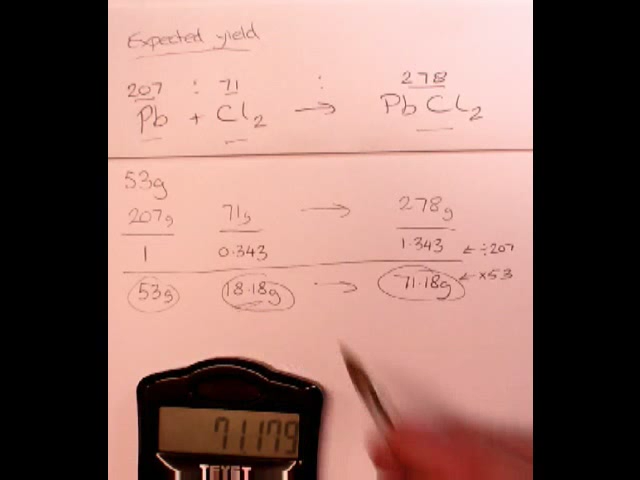 Expected yield
207 : 71 : 278
Pb + Cl2 → PbCl2
53g
207g 71g → 278g
1 0.343 1.343 ← ÷207
53g 18.18g → 71.18g ← ×53
71.179
TEXET